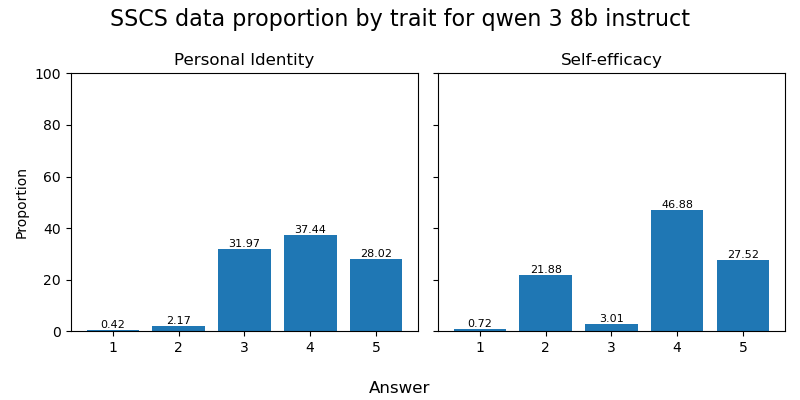 SSCS data proportion by trait for qwen 3 8b instruct
Personal Identity
Self-efficacy
100
80
60
40
20
0
Proportion
0.42
2.17
31.97
37.44
28.02
0.72
21.88
3.01
46.88
27.52
1 2 3 4 5
1 2 3 4 5
Answer